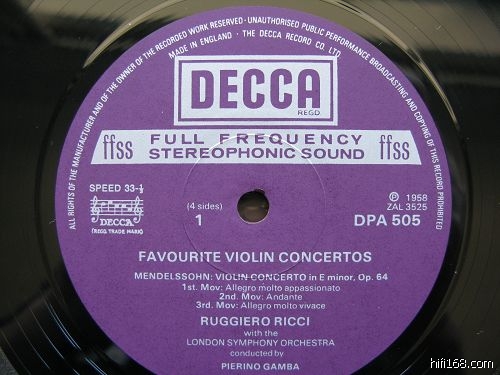 ALL RIGHTS OF THE MANUFACTURER AND OF THE OWNER OF THE RECORDED WORK RESERVED · UNAUTHORISED PUBLIC PERFORMANCE BROADCASTING AND COPYING OF THIS RECORD PROHIBITED
MADE IN ENGLAND · THE DECCA RECORD CO. LTD.
DECCA
REGD
ffss FULL FREQUENCY ffss
STEREOPHONIC SOUND
SPEED 33-⅓
DECCA
(REGD. TRADE MARK)
(4 sides)
1
Ⓟ 1958
ZAL 3525
DPA 505
FAVOURITE VIOLIN CONCERTOS
MENDELSSOHN: VIOLIN CONCERTO in E minor, Op. 64
1st. Mov: Allegro molto appassionato
2nd. Mov: Andante
3rd. Mov: Allegro molto vivace
RUGGIERO RICCI
with the
LONDON SYMPHONY ORCHESTRA
conducted by
PIERINO GAMBA
hifi168.com